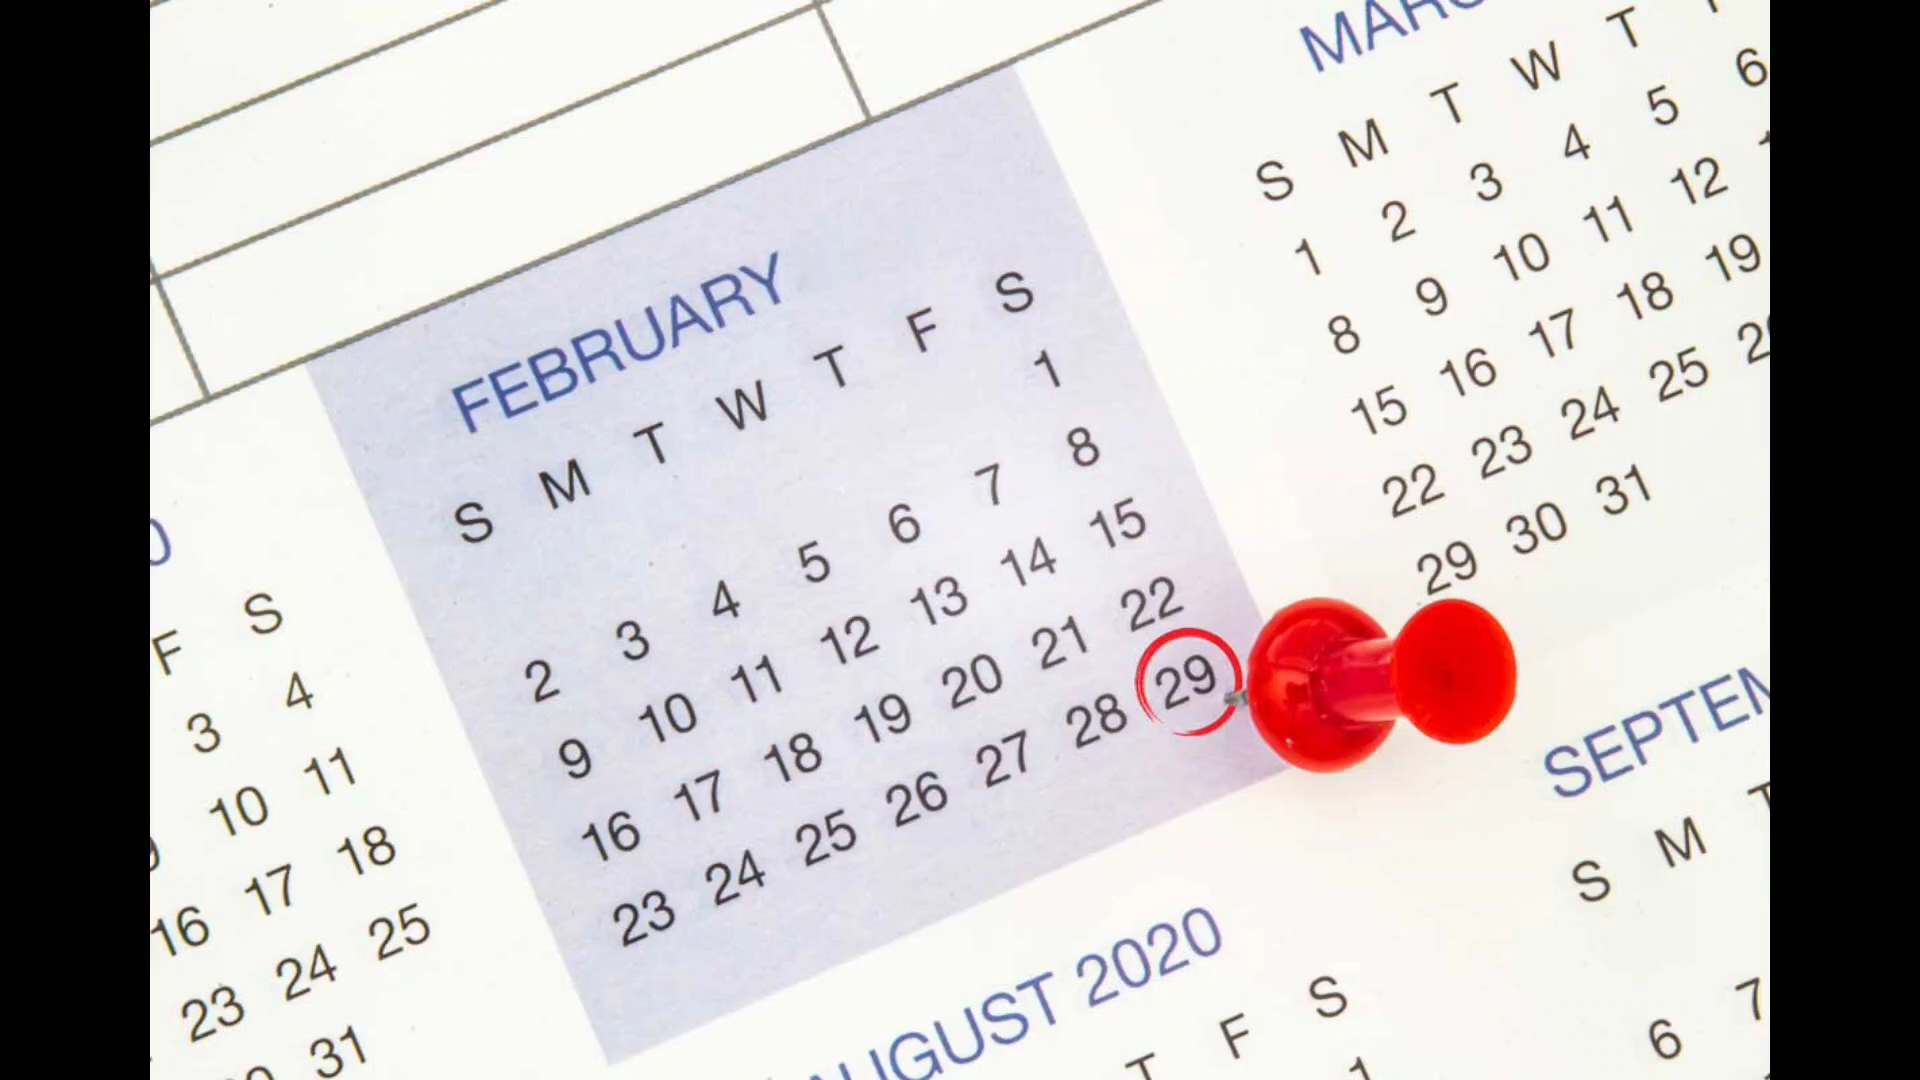 FEBRUARY
S M T W T F S
1
2 3 4 5 6 7 8
9 10 11 12 13 14 15
16 17 18 19 20 21 22
23 24 25 26 27 28 29
S M T W T
1 2 3 4 5 6
8 9 10 11 12
15 16 17 18 19
22 23 24 25
29 30 31
F S
3 4
10 11
16 17 18
23 24 25
31
AUGUST 2020
T F S
1
S M T
6 7